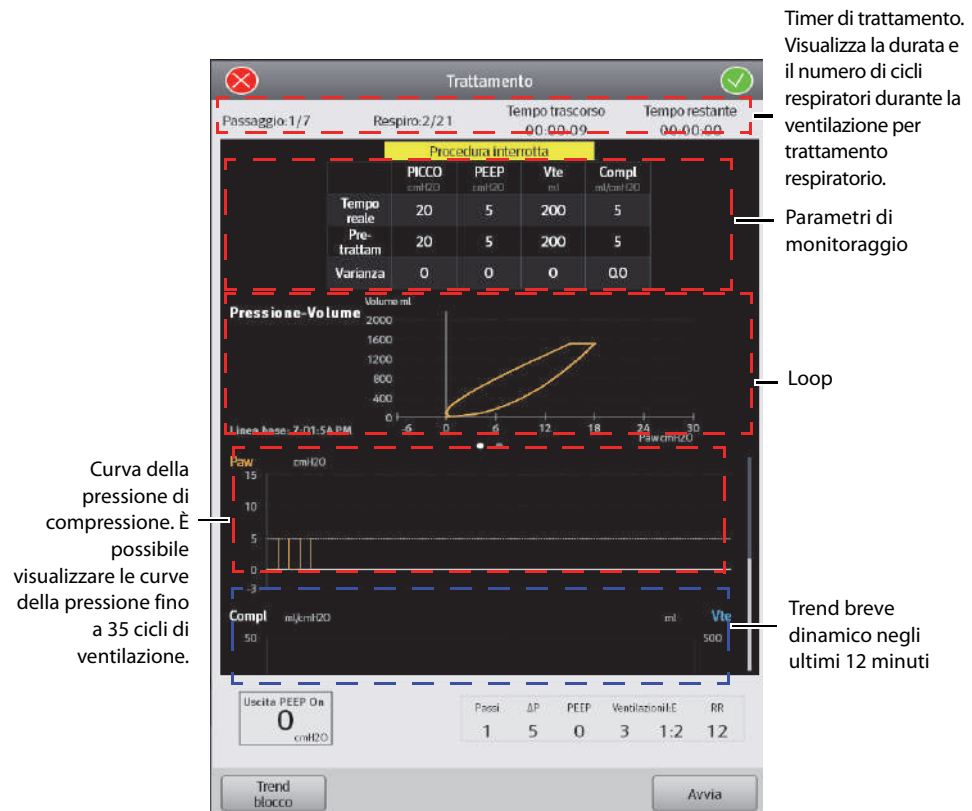 Timer di trattamento.
Visualizza la durata e
il numero di cicli
respiratori durante la
ventilazione per
trattamento
respiratorio.
Trattamento
Passaggio:1/7
Respiro:2/21
Tempo trascorso
00:00:09
Tempo restante
00:00:00
Procedura interrotta
PICCO PEEP Vte Compl
cmH2O cmH2O ml ml/cmH2O
Tempo
reale
20 5 200 5
Pre-
trattam
20 5 200 5
Varianza 0 0 0 0.0
Parametri di
monitoraggio
Pressione-Volume
Volume ml
2000
1600
1200
800
400
0
-6 0 6 12 18 24 30
Paw cmH2O
Linea base: 7:01:54 PM
Loop
Paw cmH2O
15
10
5
0
-3
Curva della
pressione di
compressione. È
possibile
visualizzare le curve
della pressione fino
a 35 cicli di
ventilazione.
Compl ml/cmH2O ml Vte
50 500
Trend breve
dinamico negli
ultimi 12 minuti
Uscita PEEP On
0
cmH2O
Passi ΔP PEEP Ventilazioni I:E RR
1 5 0 3 1:2 12
Trend
blocco
Avvia